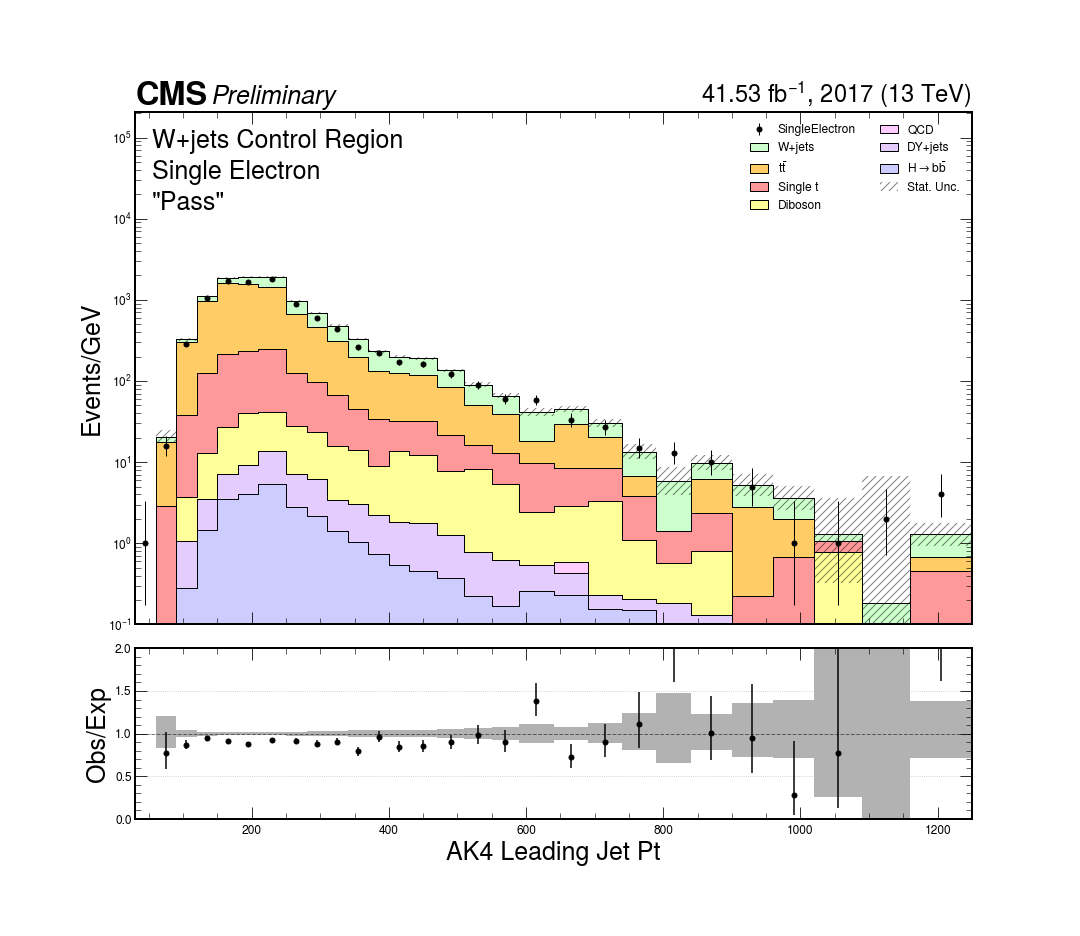 CMS Preliminary
41.53 fb⁻¹, 2017 (13 TeV)
W+jets Control Region
Single Electron
"Pass"
SingleElectron
W+jets
tt̄
Single t
Diboson
QCD
DY+jets
H→bb̄
Stat. Unc.
Events/GeV
10⁵
10⁴
10³
10²
10¹
10⁰
10⁻¹
Obs/Exp
2.0
1.5
1.0
0.5
0.0
200 400 600 800 1000 1200
AK4 Leading Jet Pt